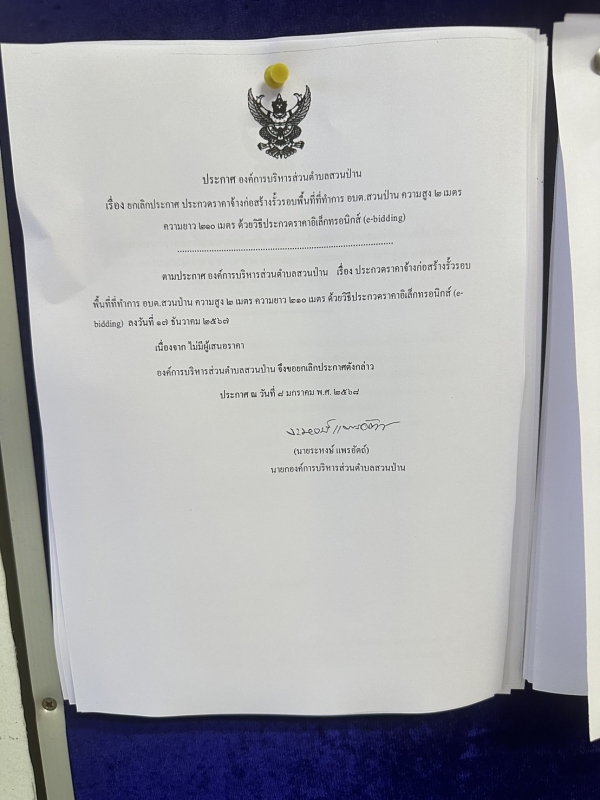 ประกาศ องค์การบริหารส่วนตำบลสวนป่าน
เรื่อง ยกเลิกประกาศ ประกวดราคาจ้างก่อสร้างรั้วรอบพื้นที่ที่ทำการ อบต.สวนป่าน ความสูง ๒ เมตร
ความยาว ๒๑๐ เมตร ด้วยวิธีประกวดราคาอิเล็กทรอนิกส์ (e-bidding)
ตามประกาศ องค์การบริหารส่วนตำบลสวนป่าน เรื่อง ประกวดราคาจ้างก่อสร้างรั้วรอบ
พื้นที่ที่ทำการ อบต.สวนป่าน ความสูง ๒ เมตร ความยาว ๒๑๐ เมตร ด้วยวิธีประกวดราคาอิเล็กทรอนิกส์ (e-
bidding) ลงวันที่ ๑๗ ธันวาคม ๒๕๖๗
เนื่องจาก ไม่มีผู้เสนอราคา
องค์การบริหารส่วนตำบลสวนป่าน จึงขอยกเลิกประกาศดังกล่าว
ประกาศ ณ วันที่ ๘ มกราคม พ.ศ. ๒๕๖๘
(นายระหงษ์ แพรอัตถ์)
นายกองค์การบริหารส่วนตำบลสวนป่าน